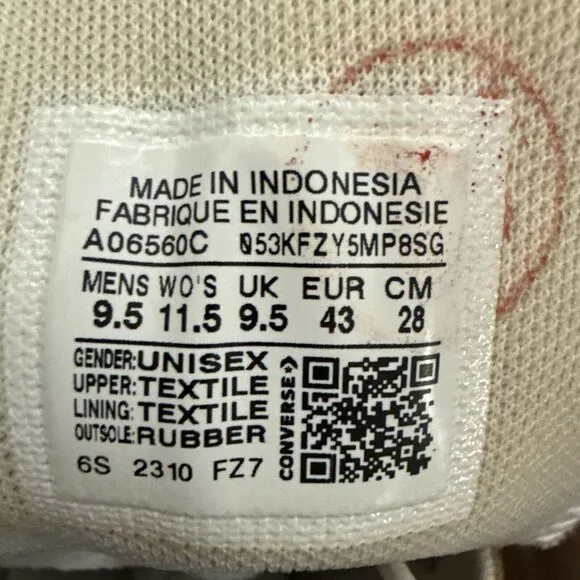 MADE IN INDONESIA
FABRIQUE EN INDONESIE
A06560C 053KFZY5MP8SG
MENS WO'S UK EUR CM
9.5 11.5 9.5 43 28
GENDER:UNISEX
UPPER:TEXTILE
LINING:TEXTILE
OUTSOLE:RUBBER
6S 2310 FZ7
CONVERSE